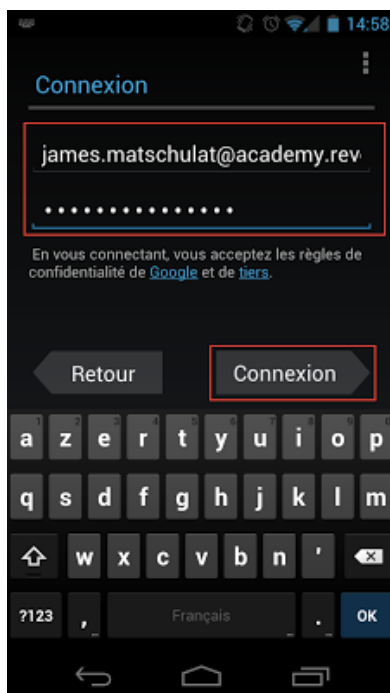 14:58
Connexion
james.matschulat@academy.rev
•••••••••••••••
En vous connectant, vous acceptez les règles de
confidentialité de Google et de tiers.
Retour
Connexion
a z e r t y u i o p
q s d f g h j k l m
w x c v b n '
?123 , Français . OK